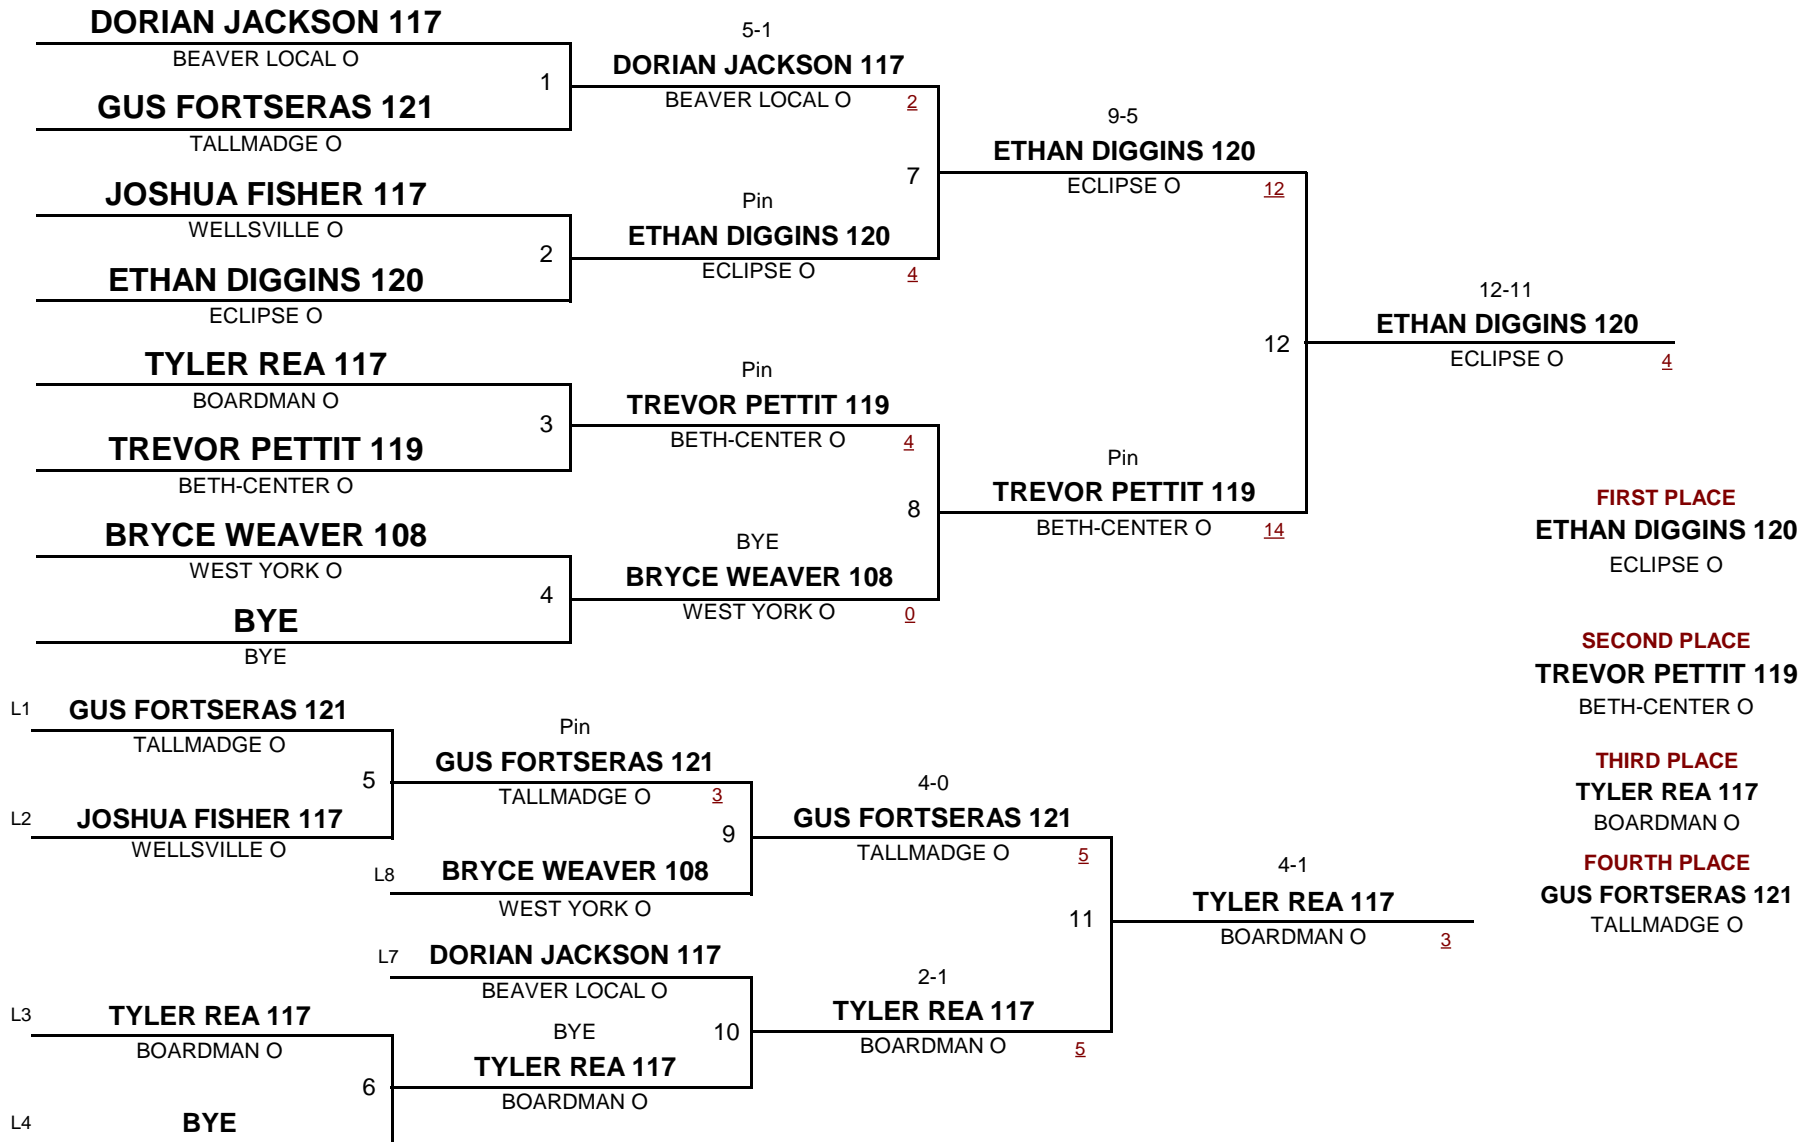 DORIAN JACKSON 117
BEAVER LOCAL O
1
GUS FORTSERAS 121
TALLMADGE O
JOSHUA FISHER 117
WELLSVILLE O
2
ETHAN DIGGINS 120
ECLIPSE O
TYLER REA 117
BOARDMAN O
3
TREVOR PETTIT 119
BETH-CENTER O
BRYCE WEAVER 108
WEST YORK O
4
BYE
BYE
5-1
DORIAN JACKSON 117
BEAVER LOCAL O 2
7
Pin
ETHAN DIGGINS 120
ECLIPSE O 4
Pin
TREVOR PETTIT 119
BETH-CENTER O 4
8
BYE
BRYCE WEAVER 108
WEST YORK O 0
9-5
ETHAN DIGGINS 120
ECLIPSE O 12
12
Pin
TREVOR PETTIT 119
BETH-CENTER O 14
12-11
ETHAN DIGGINS 120
ECLIPSE O 4
FIRST PLACE
ETHAN DIGGINS 120
ECLIPSE O
SECOND PLACE
TREVOR PETTIT 119
BETH-CENTER O
THIRD PLACE
TYLER REA 117
BOARDMAN O
FOURTH PLACE
GUS FORTSERAS 121
TALLMADGE O
L1 GUS FORTSERAS 121
TALLMADGE O
5
L2 JOSHUA FISHER 117
WELLSVILLE O
L3 TYLER REA 117
BOARDMAN O
6
L4 BYE
Pin
GUS FORTSERAS 121
TALLMADGE O 3
9
L8 BRYCE WEAVER 108
WEST YORK O
L7 DORIAN JACKSON 117
BEAVER LOCAL O
10
BYE
TYLER REA 117
BOARDMAN O
4-0
GUS FORTSERAS 121
TALLMADGE O 5
11
2-1
TYLER REA 117
BOARDMAN O 5
4-1
TYLER REA 117
BOARDMAN O 3